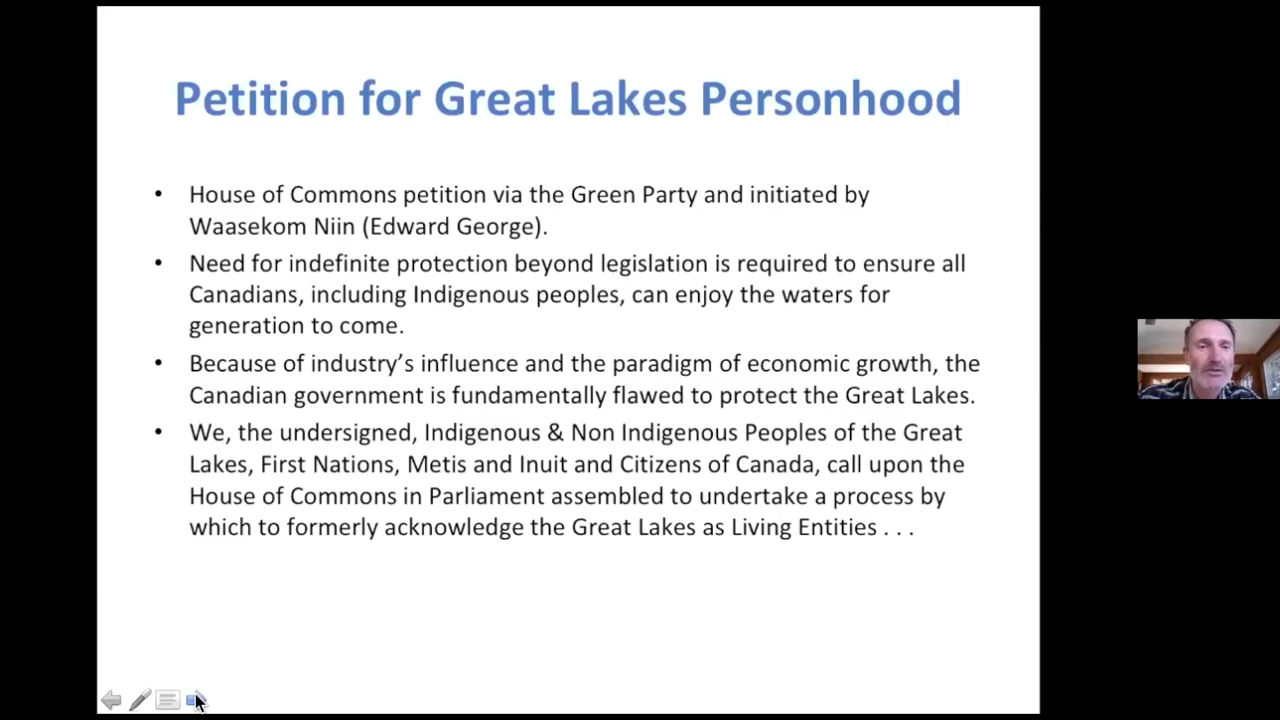 Petition for Great Lakes Personhood
• House of Commons petition via the Green Party and initiated by
Waasekom Niin (Edward George).
• Need for indefinite protection beyond legislation is required to ensure all
Canadians, including Indigenous peoples, can enjoy the waters for
generation to come.
• Because of industry’s influence and the paradigm of economic growth, the
Canadian government is fundamentally flawed to protect the Great Lakes.
• We, the undersigned, Indigenous & Non Indigenous Peoples of the Great
Lakes, First Nations, Metis and Inuit and Citizens of Canada, call upon the
House of Commons in Parliament assembled to undertake a process by
which to formerly acknowledge the Great Lakes as Living Entities . . .